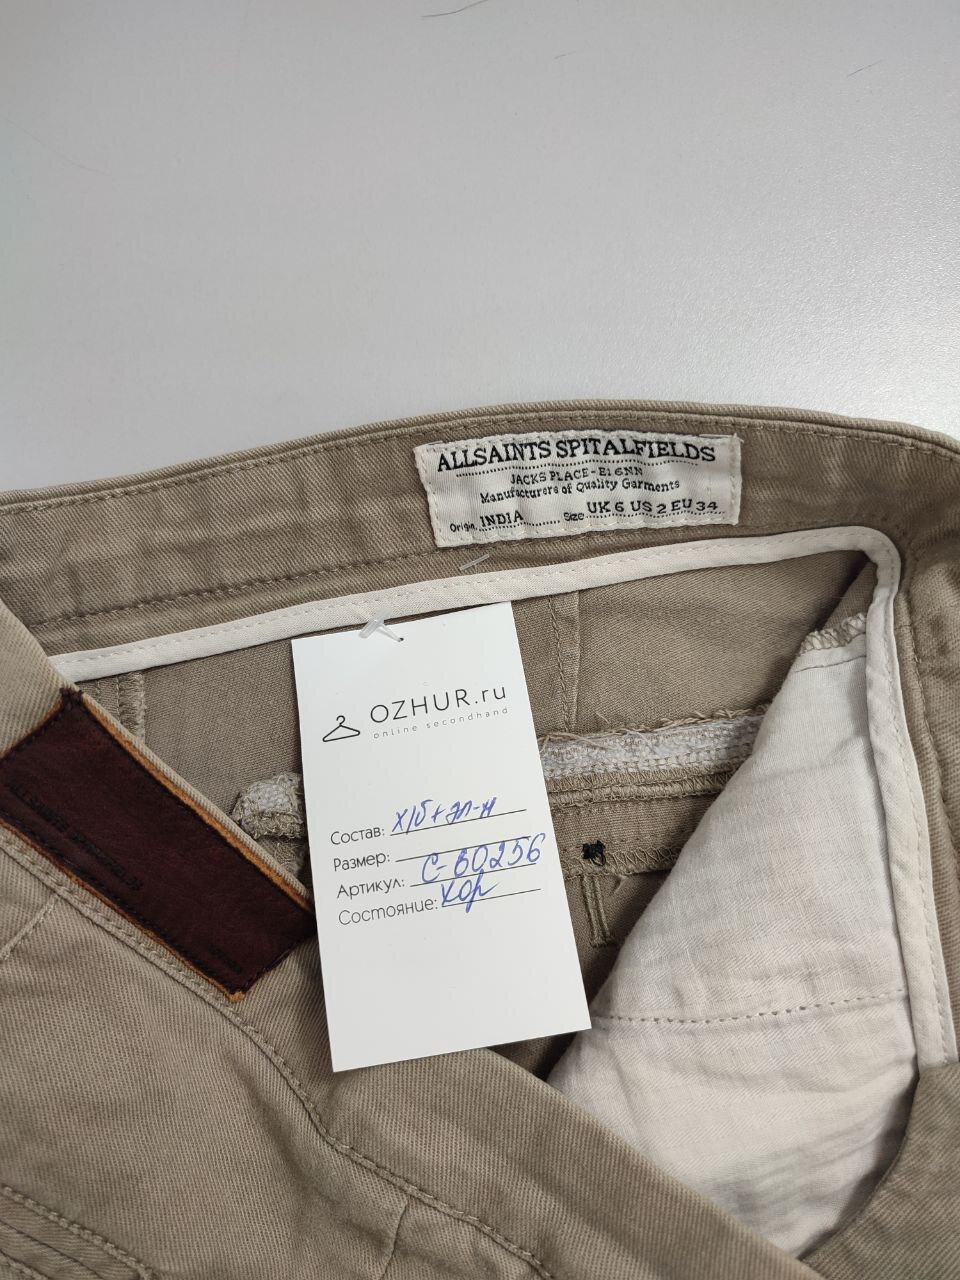 ALLSAINTS SPITALFIELDS
JACKS PLACE-E1 6NN
Manufacturers of Quality Garments
Origin INDIA Size UK 6 US 2 EU 34
OZHUR.ru
online secondhand
Состав: х/б + эл-н
Размер:
Артикул: С-60256
Состояние: хор